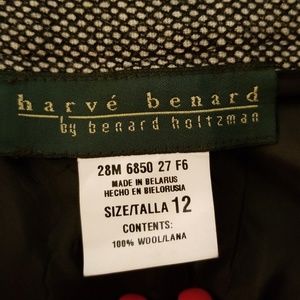 harvé benard
by benard holtzman
28M 6850 27 F6
MADE IN BELARUS
HECHO EN BIELORUSIA
SIZE/TALLA 12
CONTENTS:
100% WOOL/LANA